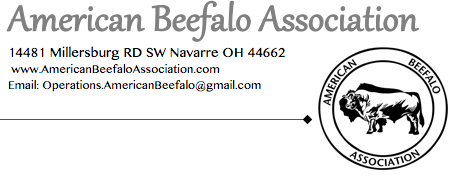 American Beefalo Association
14481 Millersburg RD SW Navarre OH 44662
www.AmericanBeefaloAssociation.com
Email: Operations.AmericanBeefalo@gmail.com
AMERICAN BEEFALO
ASSOCIATION